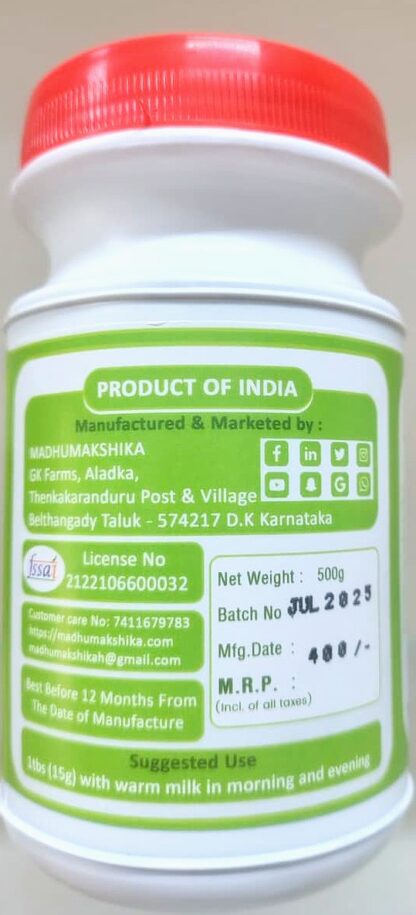 PRODUCT OF INDIA
Manufactured & Marketed by :
MADHUMAKSHIKA
GK Farms, Aladka,
Thenkakaranduru Post & Village
Belthangady Taluk - 574217 D.K Karnataka
fssai
License No
2122106600032
Customer care No: 7411679783
https://madhumakshika.com
madhumakshikah@gmail.com
Best Before 12 Months From
The Date of Manufacture
Net Weight : 500g
Batch No JUL 2025
Mfg.Date : 400/-
M.R.P. :
(Incl. of all taxes)
Suggested Use
1tbs (15g) with warm milk in morning and evening